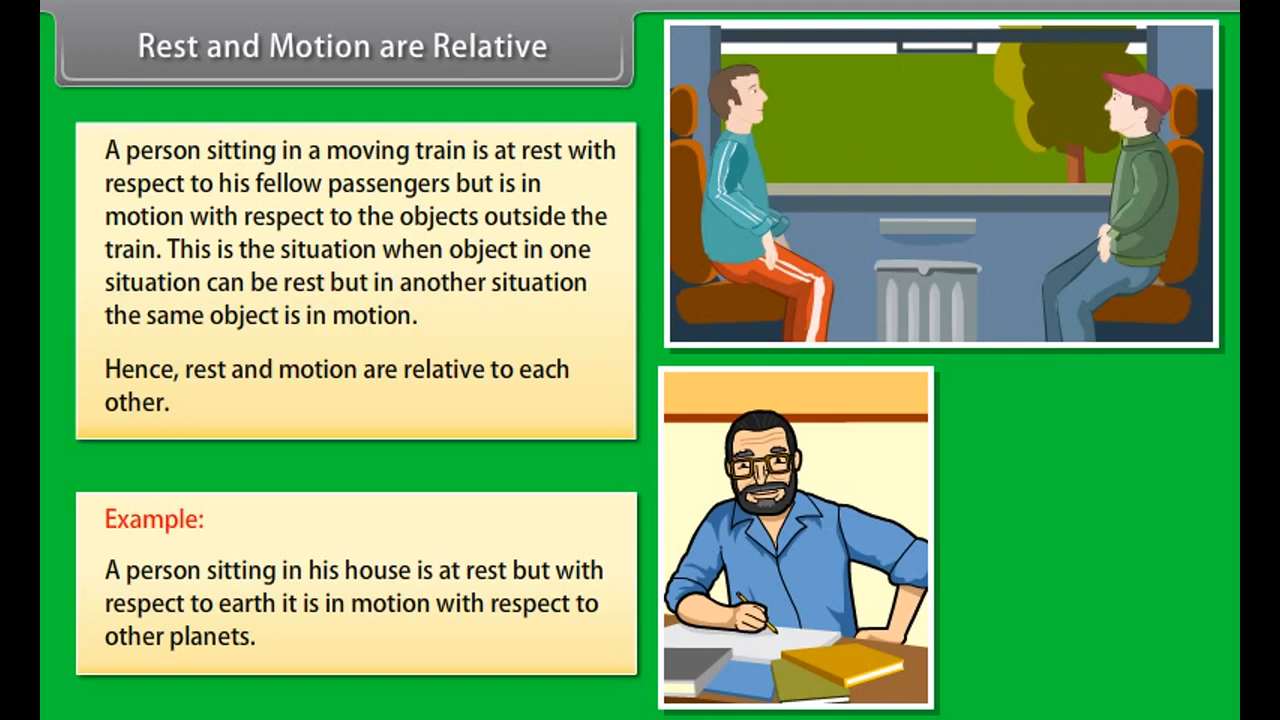 Rest and Motion are Relative
A person sitting in a moving train is at rest with
respect to his fellow passengers but is in
motion with respect to the objects outside the
train. This is the situation when object in one
situation can be rest but in another situation
the same object is in motion.
Hence, rest and motion are relative to each
other.
Example:
A person sitting in his house is at rest but with
respect to earth it is in motion with respect to
other planets.